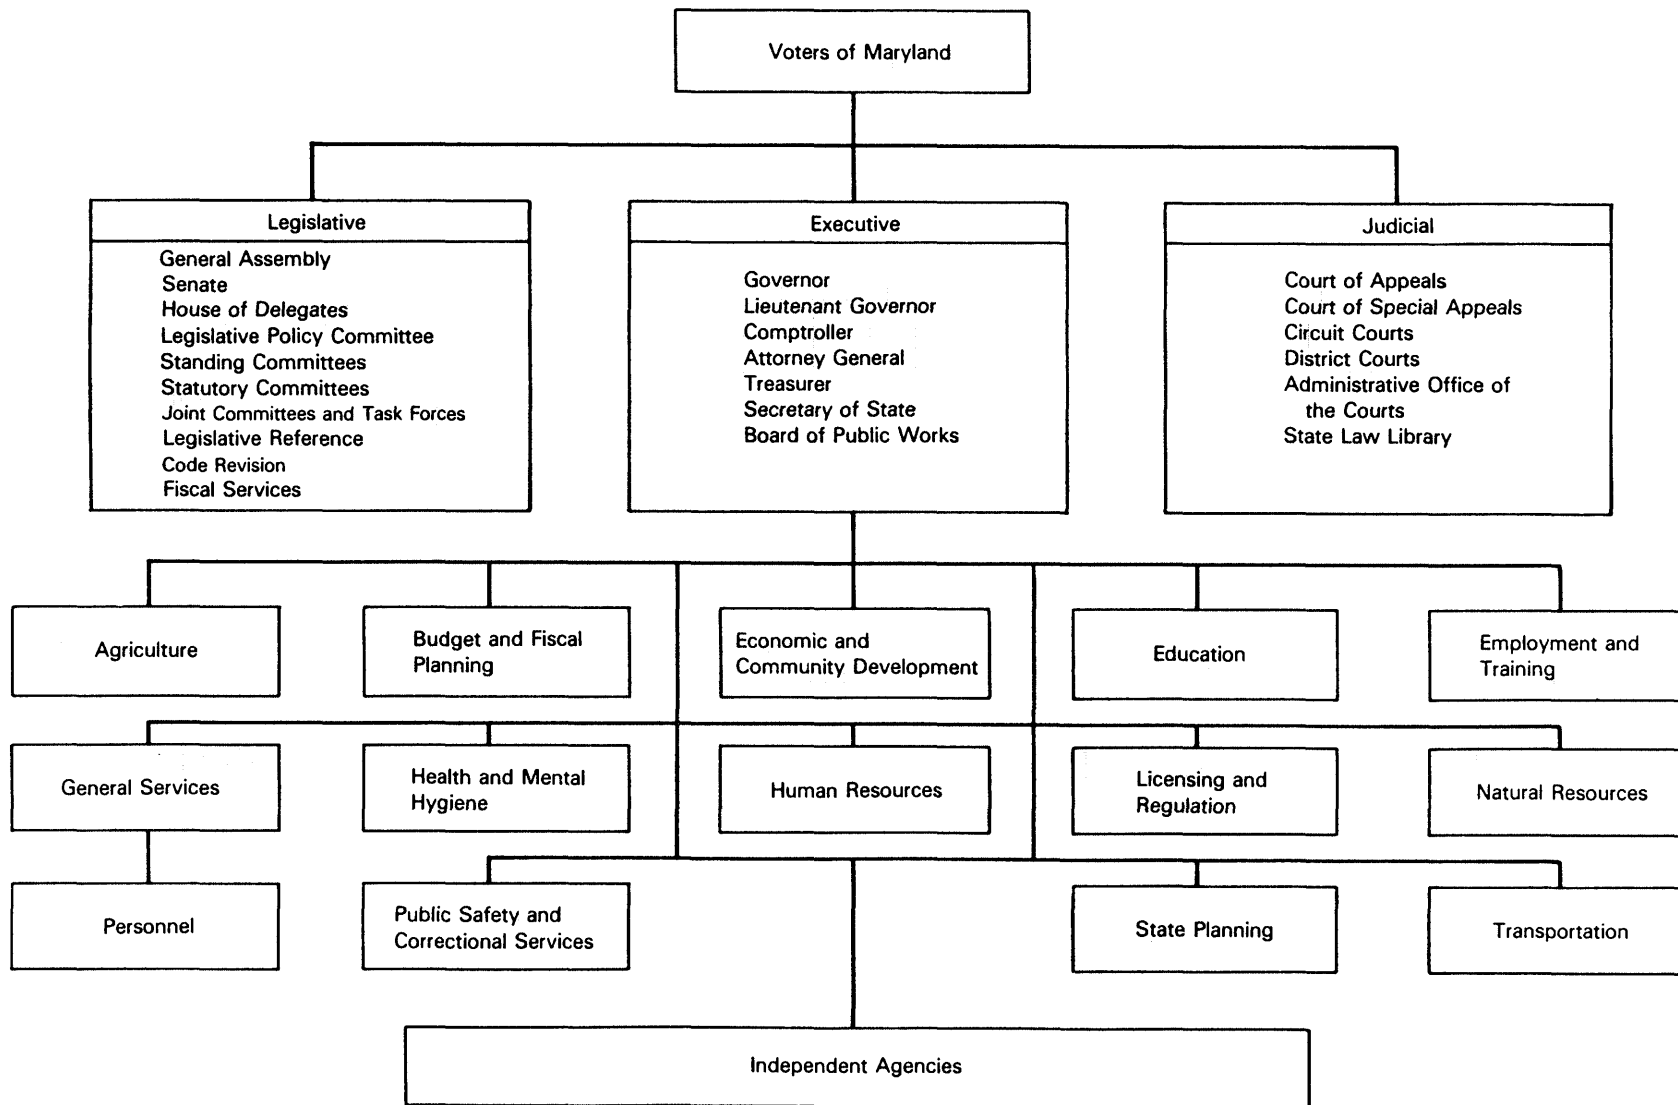 Voters of Maryland
Legislative
General Assembly
Senate
House of Delegates
Legislative Policy Committee
Standing Committees
Statutory Committees
Joint Committees and Task Forces
Legislative Reference
Code Revision
Fiscal Services
Executive
Governor
Lieutenant Governor
Comptroller
Attorney General
Treasurer
Secretary of State
Board of Public Works
Judicial
Court of Appeals
Court of Special Appeals
Circuit Courts
District Courts
Administrative Office of
the Courts
State Law Library
Agriculture
Budget and Fiscal
Planning
Economic and
Community Development
Education
Employment and
Training
General Services
Health and Mental
Hygiene
Human Resources
Licensing and
Regulation
Natural Resources
Personnel
Public Safety and
Correctional Services
State Planning
Transportation
Independent Agencies